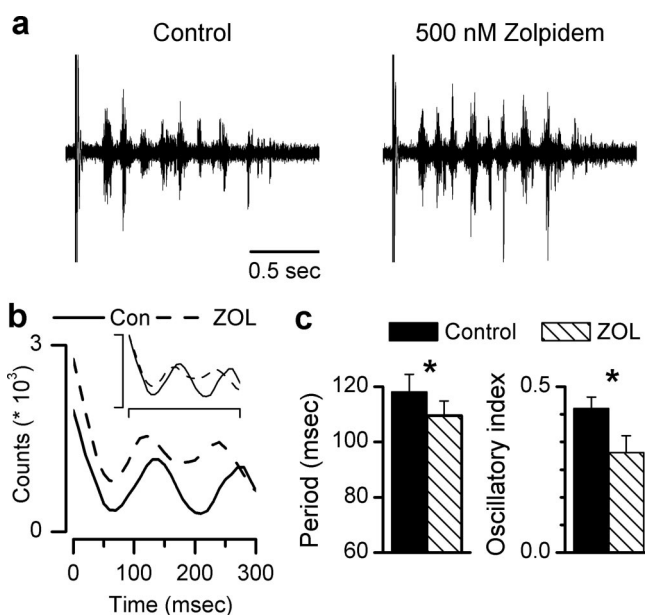 a
Control
500 nM Zolpidem
0.5 sec
b
Con
ZOL
3
Counts (* 10³)
0
0
100
200
300
Time (msec)
c
Control
ZOL
120
100
80
60
Period (msec)
*
0.5
0.0
Oscillatory index
*